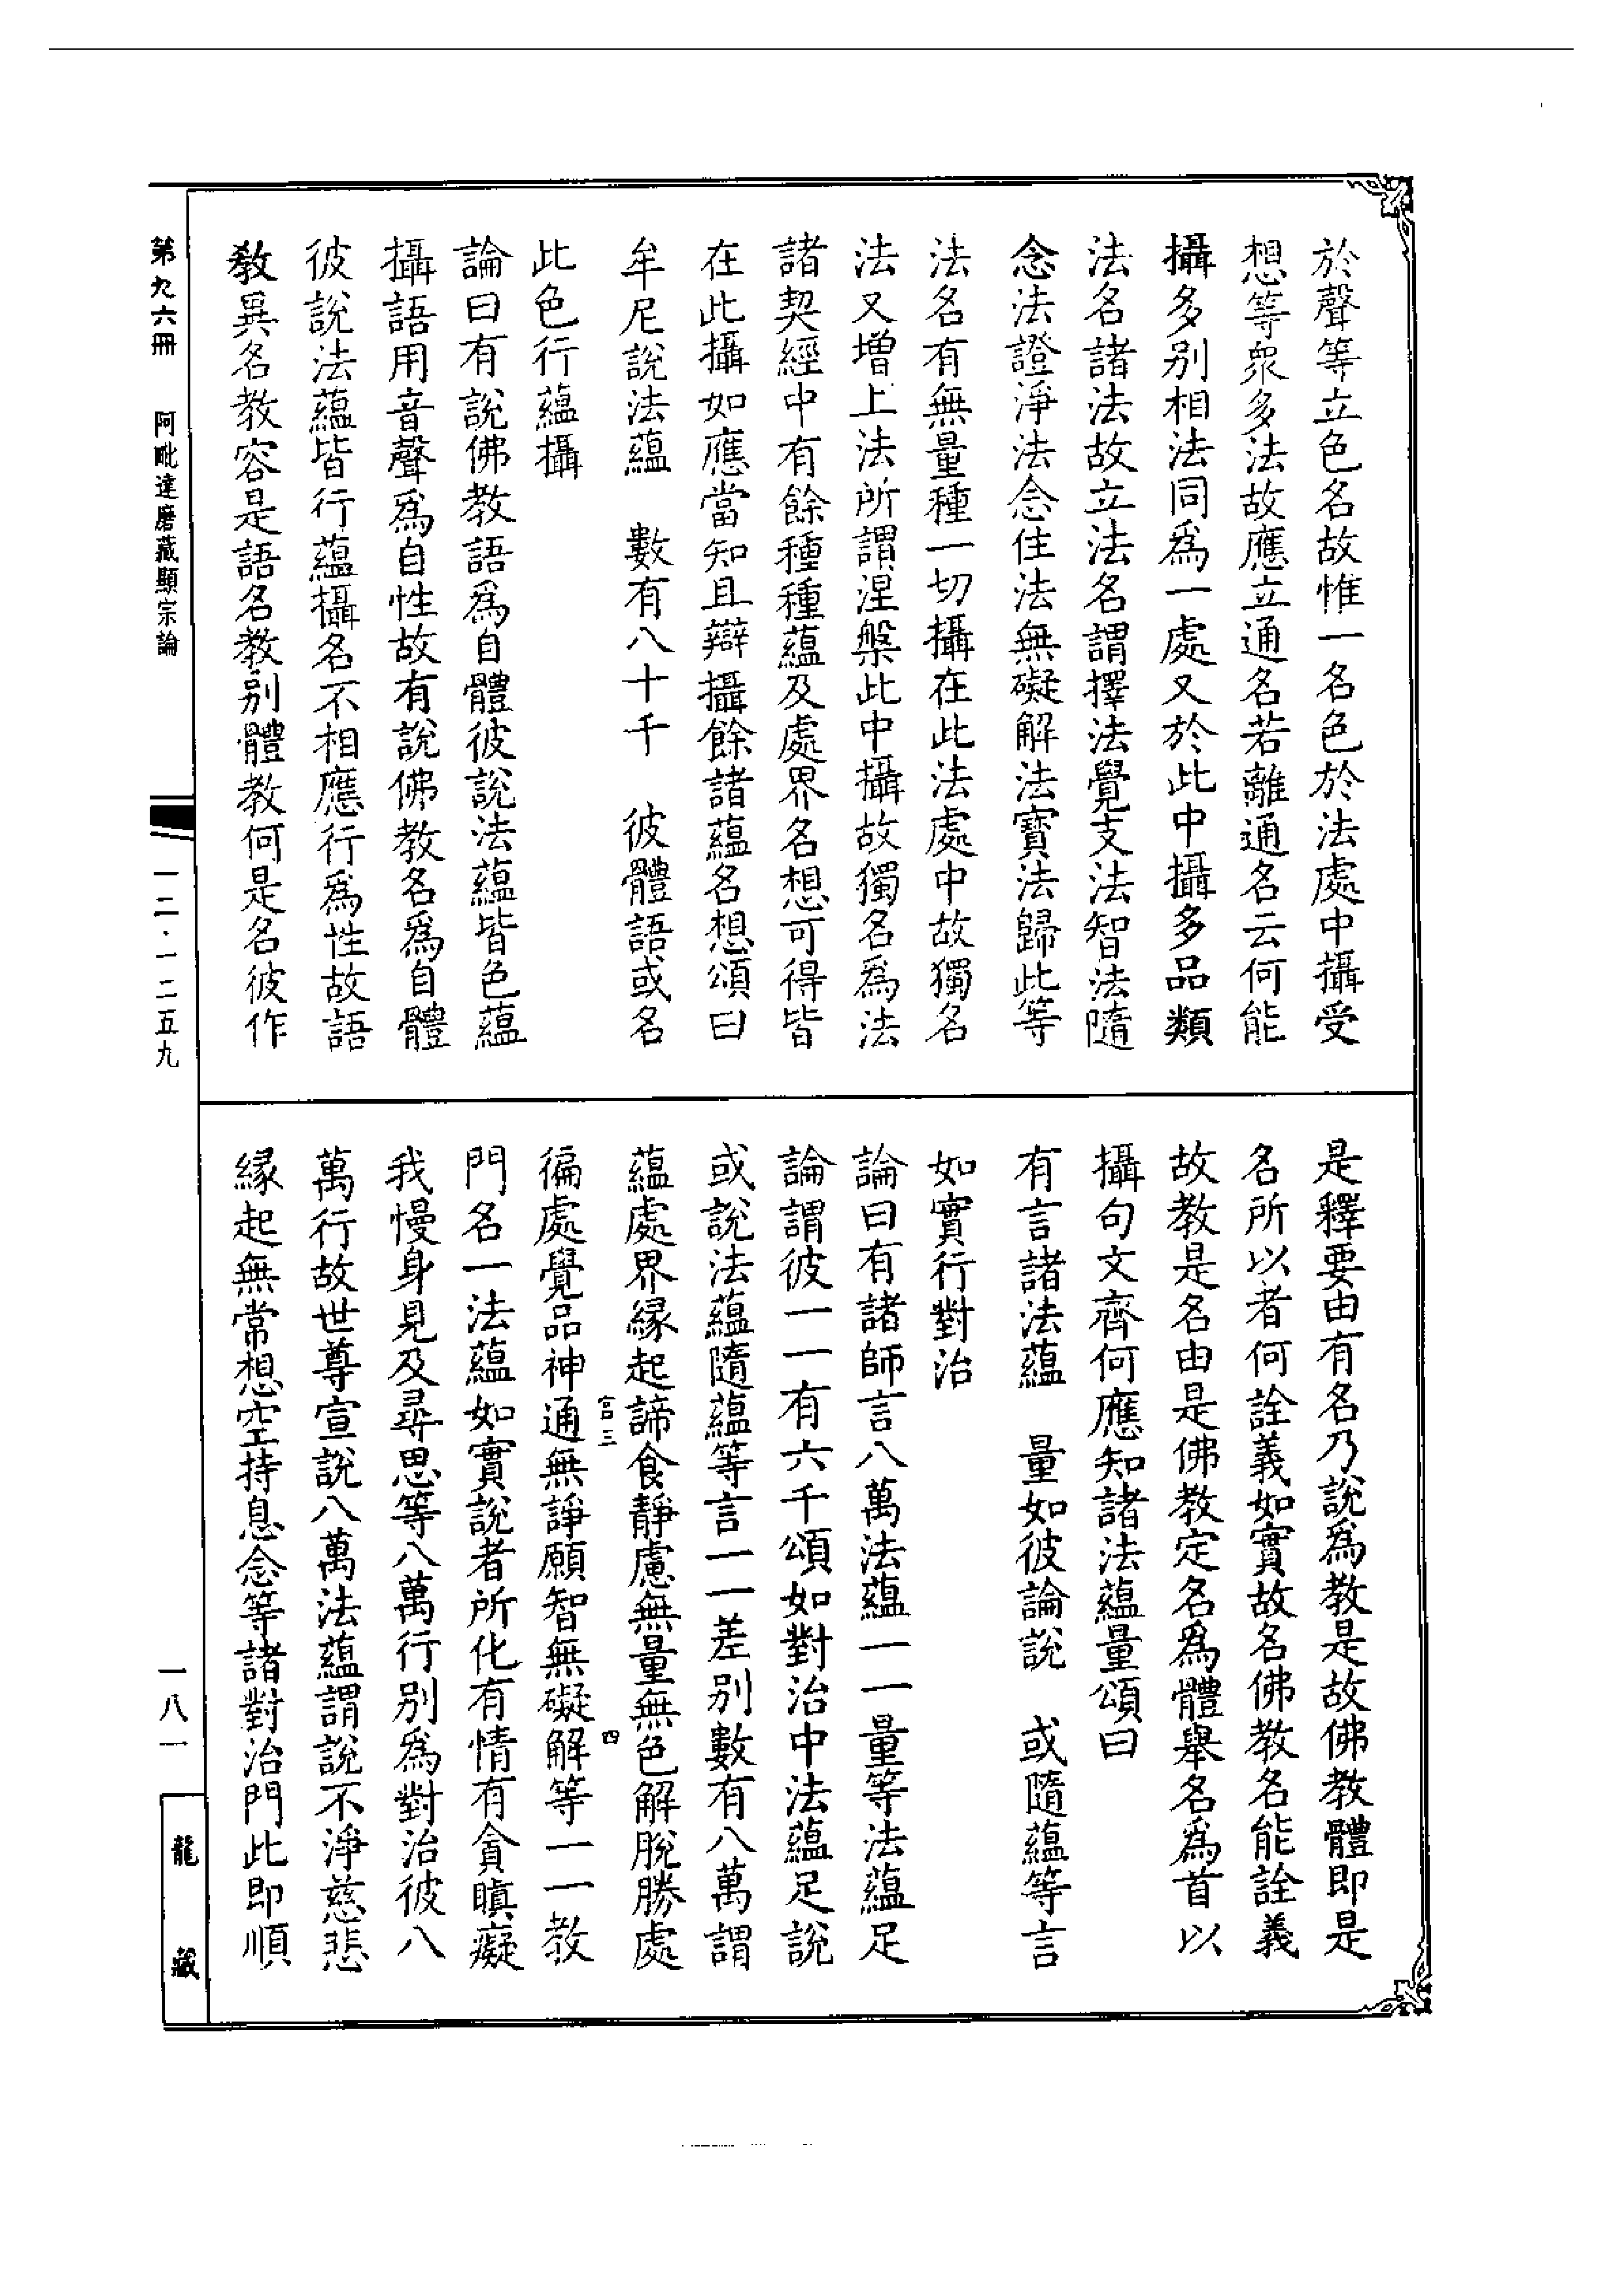 於聲等立色名故惟一名色於法處中攝受
想等衆多法故應立通名若離通名云何能
攝多別相法同爲一處又於此中攝多品類
法名諸法故立法名謂擇法覺支法智法隨
念法證淨法念住法無礙解法寶法歸此等
法名有無量種一切攝在此法處中故獨名
法又增上法所謂涅槃此中攝故獨名爲法
諸契經中有餘種種蘊及處界名想可得皆
在此攝如應當知且辯攝餘諸蘊名想頌曰
牟尼說法蘊　數有八十千　彼體語或名
此色行蘊攝
論曰有說佛教語爲自體彼說法蘊皆色蘊
攝語用音聲爲自性故有說佛教名爲自體
彼說法蘊皆行蘊攝名不相應行爲性故語
教異名教容是語名教別體教何是名彼作
是釋要由有名乃說爲教是故佛教體即是
名所以者何詮義如實故名佛教名能詮義
故教是名由是佛教定名爲體舉名爲首以
攝句文齊何應知諸法蘊量頌曰
有言諸法蘊　量如彼論說　或隨蘊等言
如實行對治
論曰有諸師言八萬法蘊一一量等法蘊足
論謂彼一一有六千頌如對治中法蘊足說
或說法蘊隨蘊等言一一差別數有八萬謂
蘊處界緣起諦食靜慮無量無色解脫勝處
宫三
四
徧處覺品神通無諍願智無礙解等一一教
門名一法蘊如實說者所化有情有貪瞋癡
我慢身見及尋思等八萬行別爲對治彼八
萬行故世尊宣說八萬法蘊謂說不淨慈悲
緣起無常想空持息念等諸對治門此即順
第九六冊　阿毗達磨藏顯宗論
一二·一二五九
一八一
龍藏